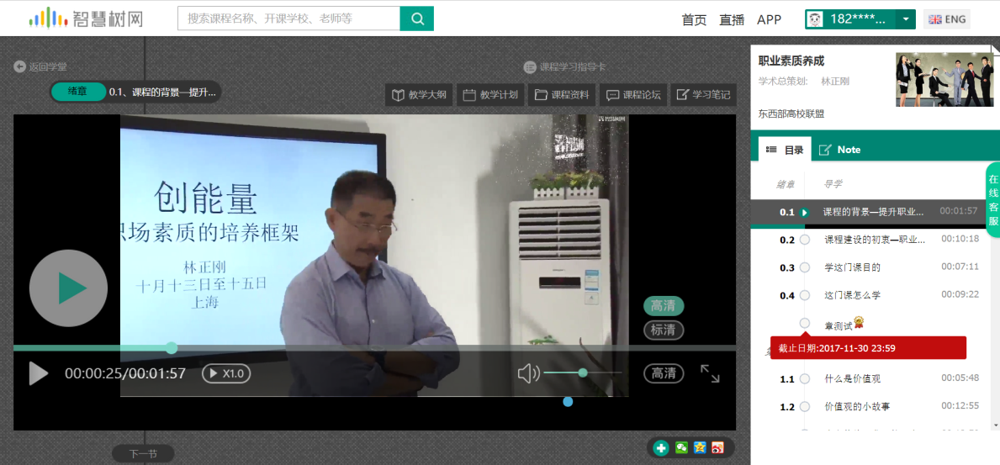 智慧树网
搜索课程名称、开课学校、老师等
首页 直播 APP
182****...
ENG
返回学堂
课程学习指导卡
绪章 0.1、课程的背景—提升...
教学大纲 教学计划 课程资料 课程论坛 学习笔记
智慧树网
创能量
职场素质的培养框架
林正刚
十月十三日至十五日
上海
高清
标清
00:00:25/00:01:57 X1.0 高清
下一节
职业素质养成
学术总策划: 林正刚
东西部高校联盟
目录 Note
绪章 导学
0.1 课程的背景—提升职业... 00:01:57
0.2 课程建设的初衷—职业... 00:10:18
0.3 学这门课目的 00:07:11
0.4 这门课怎么学 00:09:22
章测试
截止日期:2017-11-30 23:59
1.1 什么是价值观 00:05:48
1.2 价值观的小故事 00:12:55
在线客服